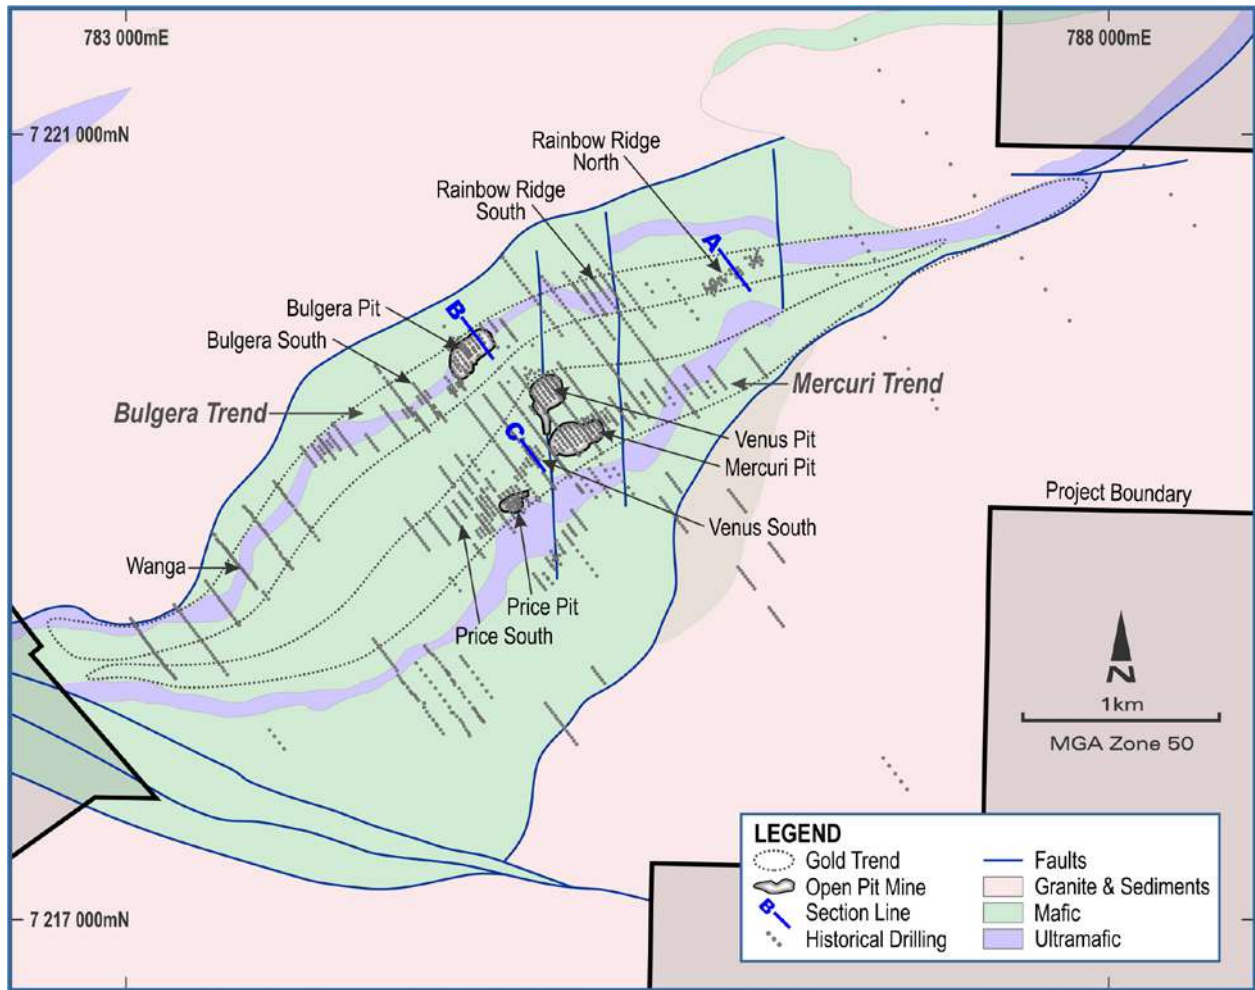 783 000mE
788 000mE
7 221 000mN
Rainbow Ridge
North
Rainbow Ridge
South
A
Bulgera Pit
B
Bulgera South
Bulgera Trend
Mercuri Trend
C
Venus Pit
Mercuri Pit
Project Boundary
Venus South
Wanga
Price Pit
Price South
N
1km
MGA Zone 50
LEGEND
Gold Trend
Open Pit Mine
B
Section Line
Historical Drilling
Faults
Granite & Sediments
Mafic
Ultramafic
7 217 000mN